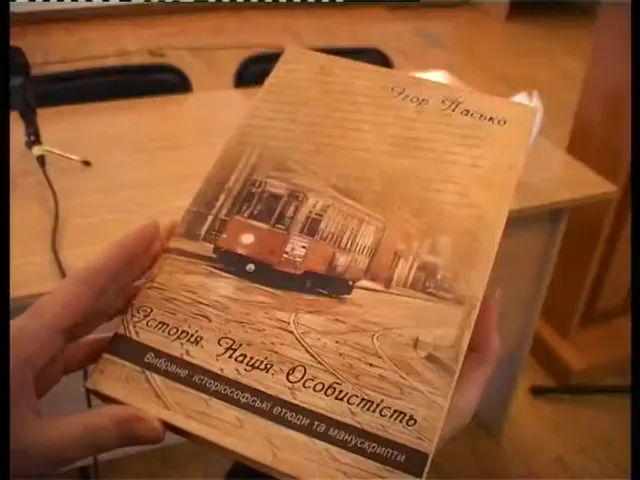 Ігор Пасько
Історія. Нація. Особистість
Вибране: історіософські етюди та манускрипти